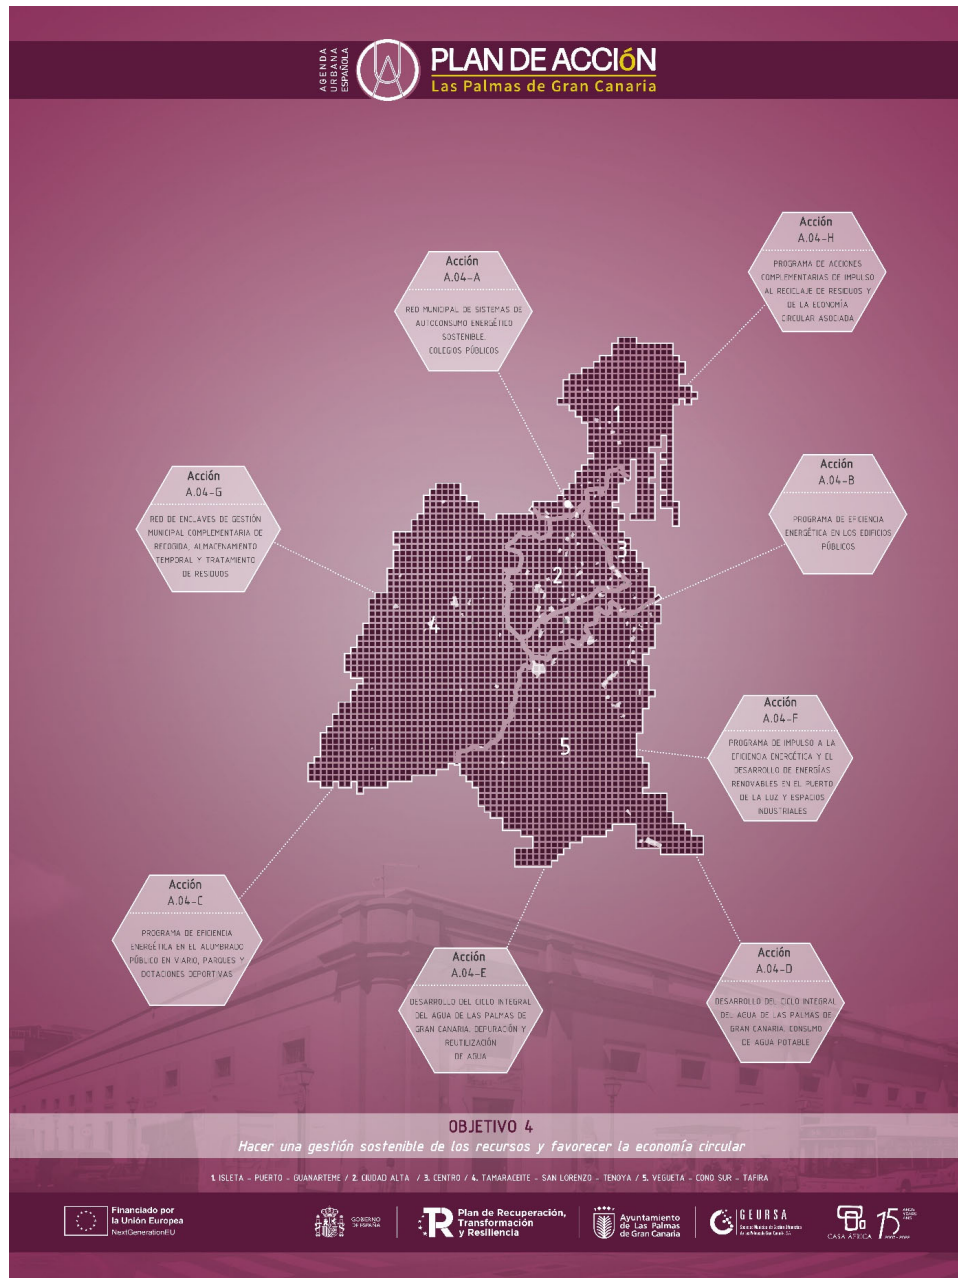 AGENDA
URBANA
ESPAÑOLA
PLAN DE ACCIÓN
Las Palmas de Gran Canaria
Acción
A.04-H
PROGRAMA DE ACCIONES
COMPLEMENTARIAS DE IMPULSO
AL RECICLAJE DE RESIDUOS Y
DE LA ECONOMÍA
CIRCULAR ASOCIADA
Acción
A.04-A
RED MUNICIPAL DE SISTEMAS DE
AUTOCONSUMO ENERGÉTICO
SOSTENIBLE.
COLEGIOS PÚBLICOS
1
Acción
A.04-G
RED DE ENCLAVES DE GESTIÓN
MUNICIPAL COMPLEMENTARIA DE
RECOGIDA, ALMACENAMIENTO
TEMPORAL Y TRATAMIENTO
DE RESIDUOS
Acción
A.04-B
PROGRAMA DE EFICIENCIA
ENERGÉTICA EN LOS EDIFICIOS
PÚBLICOS
3
2
4
5
Acción
A.04-F
PROGRAMA DE IMPULSO A LA
EFICIENCIA ENERGÉTICA Y EL
DESARROLLO DE ENERGÍAS
RENOVABLES EN EL PUERTO
DE LA LUZ Y ESPACIOS
INDUSTRIALES
Acción
A.04-C
PROGRAMA DE EFICIENCIA
ENERGÉTICA EN EL ALUMBRADO
PÚBLICO EN VIARIO, PARQUES Y
DOTACIONES DEPORTIVAS
Acción
A.04-E
DESARROLLO DEL CICLO INTEGRAL
DEL AGUA DE LAS PALMAS DE
GRAN CANARIA. DEPURACIÓN Y
REUTILIZACIÓN
DE AGUA
Acción
A.04-D
DESARROLLO DEL CICLO INTEGRAL
DEL AGUA DE LAS PALMAS DE
GRAN CANARIA. CONSUMO
DE AGUA POTABLE
OBJETIVO 4
Hacer una gestión sostenible de los recursos y favorecer la economía circular
1. ISLETA - PUERTO - GUANARTEME / 2. CIUDAD ALTA / 3. CENTRO / 4. TAMARACEITE - SAN LORENZO - TENOYA / 5. VEGUETA - CONO SUR - TAFIRA
Financiado por
la Unión Europea
NextGenerationEU
GOBIERNO
DE ESPAÑA
Plan de Recuperación,
Transformación
y Resiliencia
Ayuntamiento
de Las Palmas
de Gran Canaria
GEURSA
CASA ÁFRICA
15